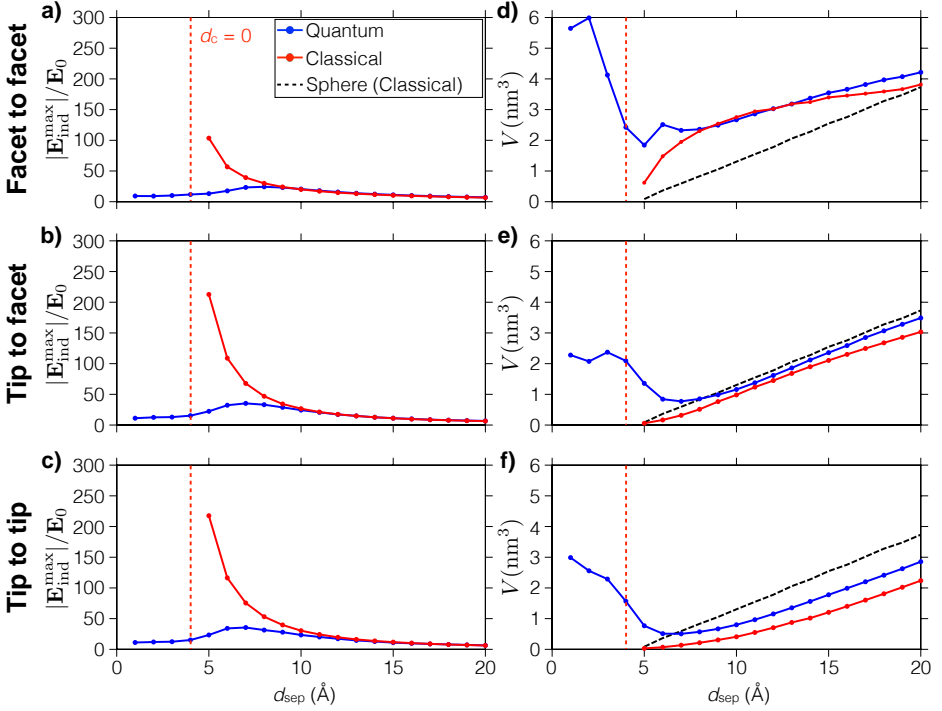 Facet to facet
a)
|E_ind^max|/E_0
300
250
200
150
100
50
0
d_c = 0
Quantum
Classical
Sphere (Classical)
d)
V (nm^3)
6
5
4
3
2
1
0
Tip to facet
b)
|E_ind^max|/E_0
300
250
200
150
100
50
0
e)
V (nm^3)
6
5
4
3
2
1
0
Tip to tip
c)
|E_ind^max|/E_0
300
250
200
150
100
50
0
0 5 10 15 20
d_sep (Å)
f)
V (nm^3)
6
5
4
3
2
1
0
0 5 10 15 20
d_sep (Å)